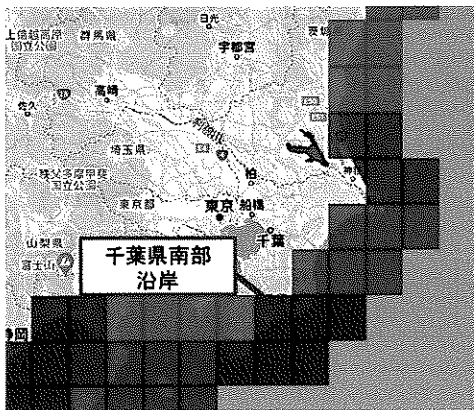 日光
上信越高原
国立公園
群馬県
宇都宮
茨城
高崎
佐久
利根川
埼玉県
秩父多摩甲斐
国立公園
柏
東京都
東京
船橋
山梨県
千葉
富士山
千葉県南部
沿岸
岡